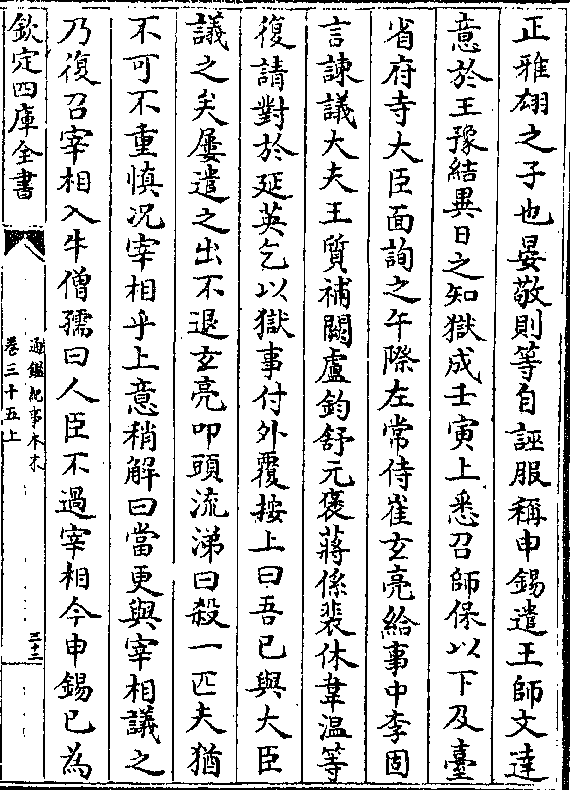 正雅翃之子也晏敬則等自誣服稱申錫遣王師文達
意於王豫結異日之知獄成壬寅上悉召師保以下及臺
省府寺大臣面詢之午際左常侍崔玄亮給事中李固
言諫議大夫王質補闕盧鈞舒元褒蔣係裴休韋溫等
復請對於延英乞以獄事付外覆按上曰吾已與大臣
議之矣屢遣之出不退玄亮叩頭流涕曰殺一匹夫猶
不可不重慎況宰相乎上意稍解曰當更與宰相議之
乃復召宰相入牛僧孺曰人臣不過宰相今申錫已為
欽定四庫全書
通鑑紀事本末
卷三十五上
三十二